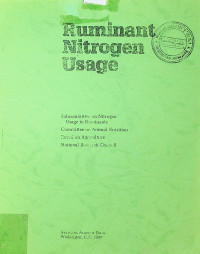 Ruminant
Nitrogen
Usage
Subcommittee on Nitrogen
Usage in Ruminants
Committee on Animal Nutrition
Board on Agriculture
National Research Council
National Academy Press
Washington, D.C. 1985